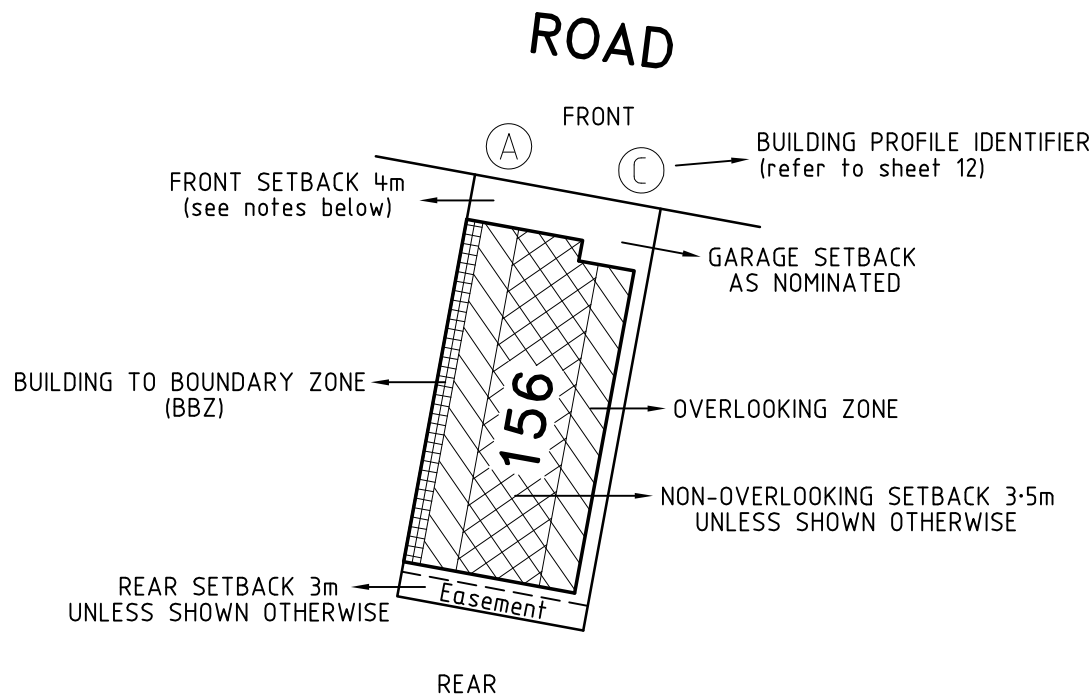 ROAD
FRONT
A
C
BUILDING PROFILE IDENTIFIER
(refer to sheet 12)
FRONT SETBACK 4m
(see notes below)
GARAGE SETBACK
AS NOMINATED
BUILDING TO BOUNDARY ZONE
(BBZ)
156
OVERLOOKING ZONE
NON-OVERLOOKING SETBACK 3·5m
UNLESS SHOWN OTHERWISE
REAR SETBACK 3m
UNLESS SHOWN OTHERWISE
Easement
REAR